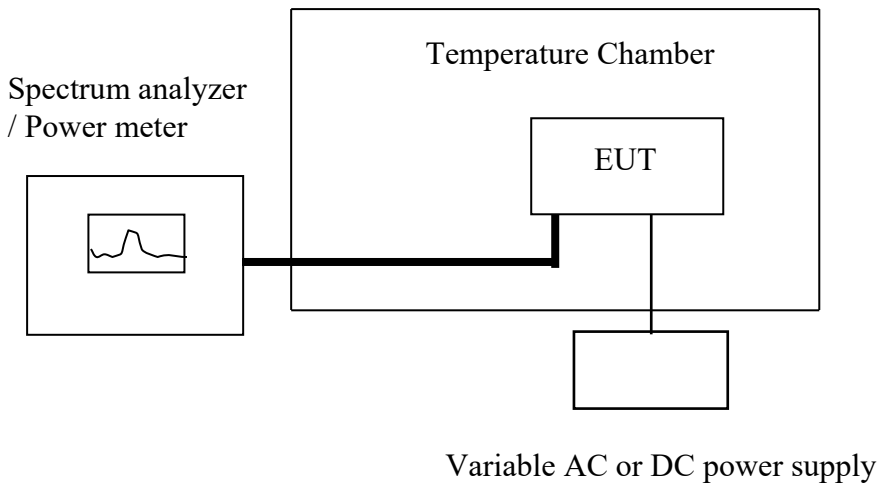 Temperature Chamber
Spectrum analyzer
/ Power meter
EUT
Variable AC or DC power supply